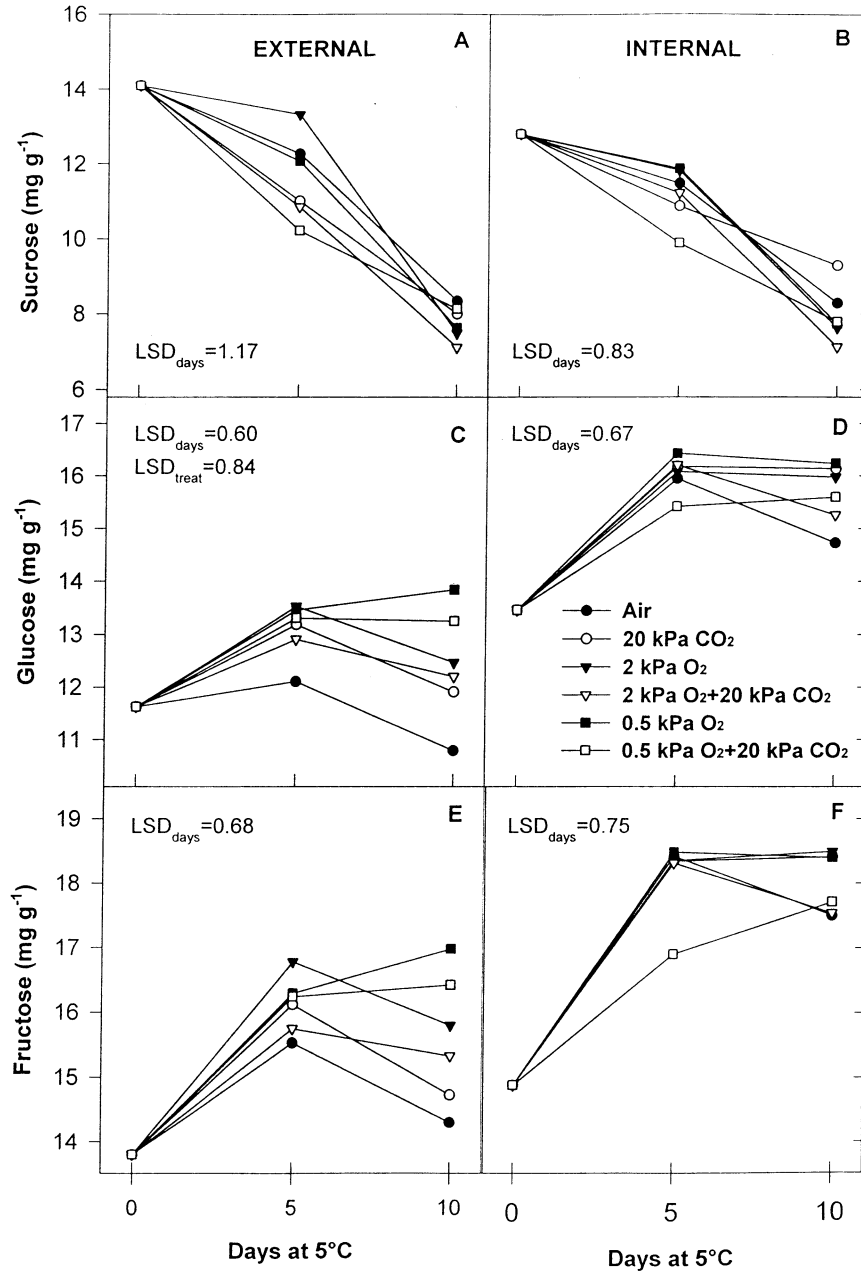 EXTERNAL
A
INTERNAL
B
16
14
12
10
8
6
Sucrose (mg g⁻¹)
LSDdays=1.17
LSDdays=0.83
LSDdays=0.60
LSDtreat=0.84
C
LSDdays=0.67
D
17
16
15
14
13
12
11
Glucose (mg g⁻¹)
Air
20 kPa CO₂
2 kPa O₂
2 kPa O₂+20 kPa CO₂
0.5 kPa O₂
0.5 kPa O₂+20 kPa CO₂
LSDdays=0.68
E
LSDdays=0.75
F
19
18
17
16
15
14
Fructose (mg g⁻¹)
0 5 10
0 5 10
Days at 5°C
Days at 5°C